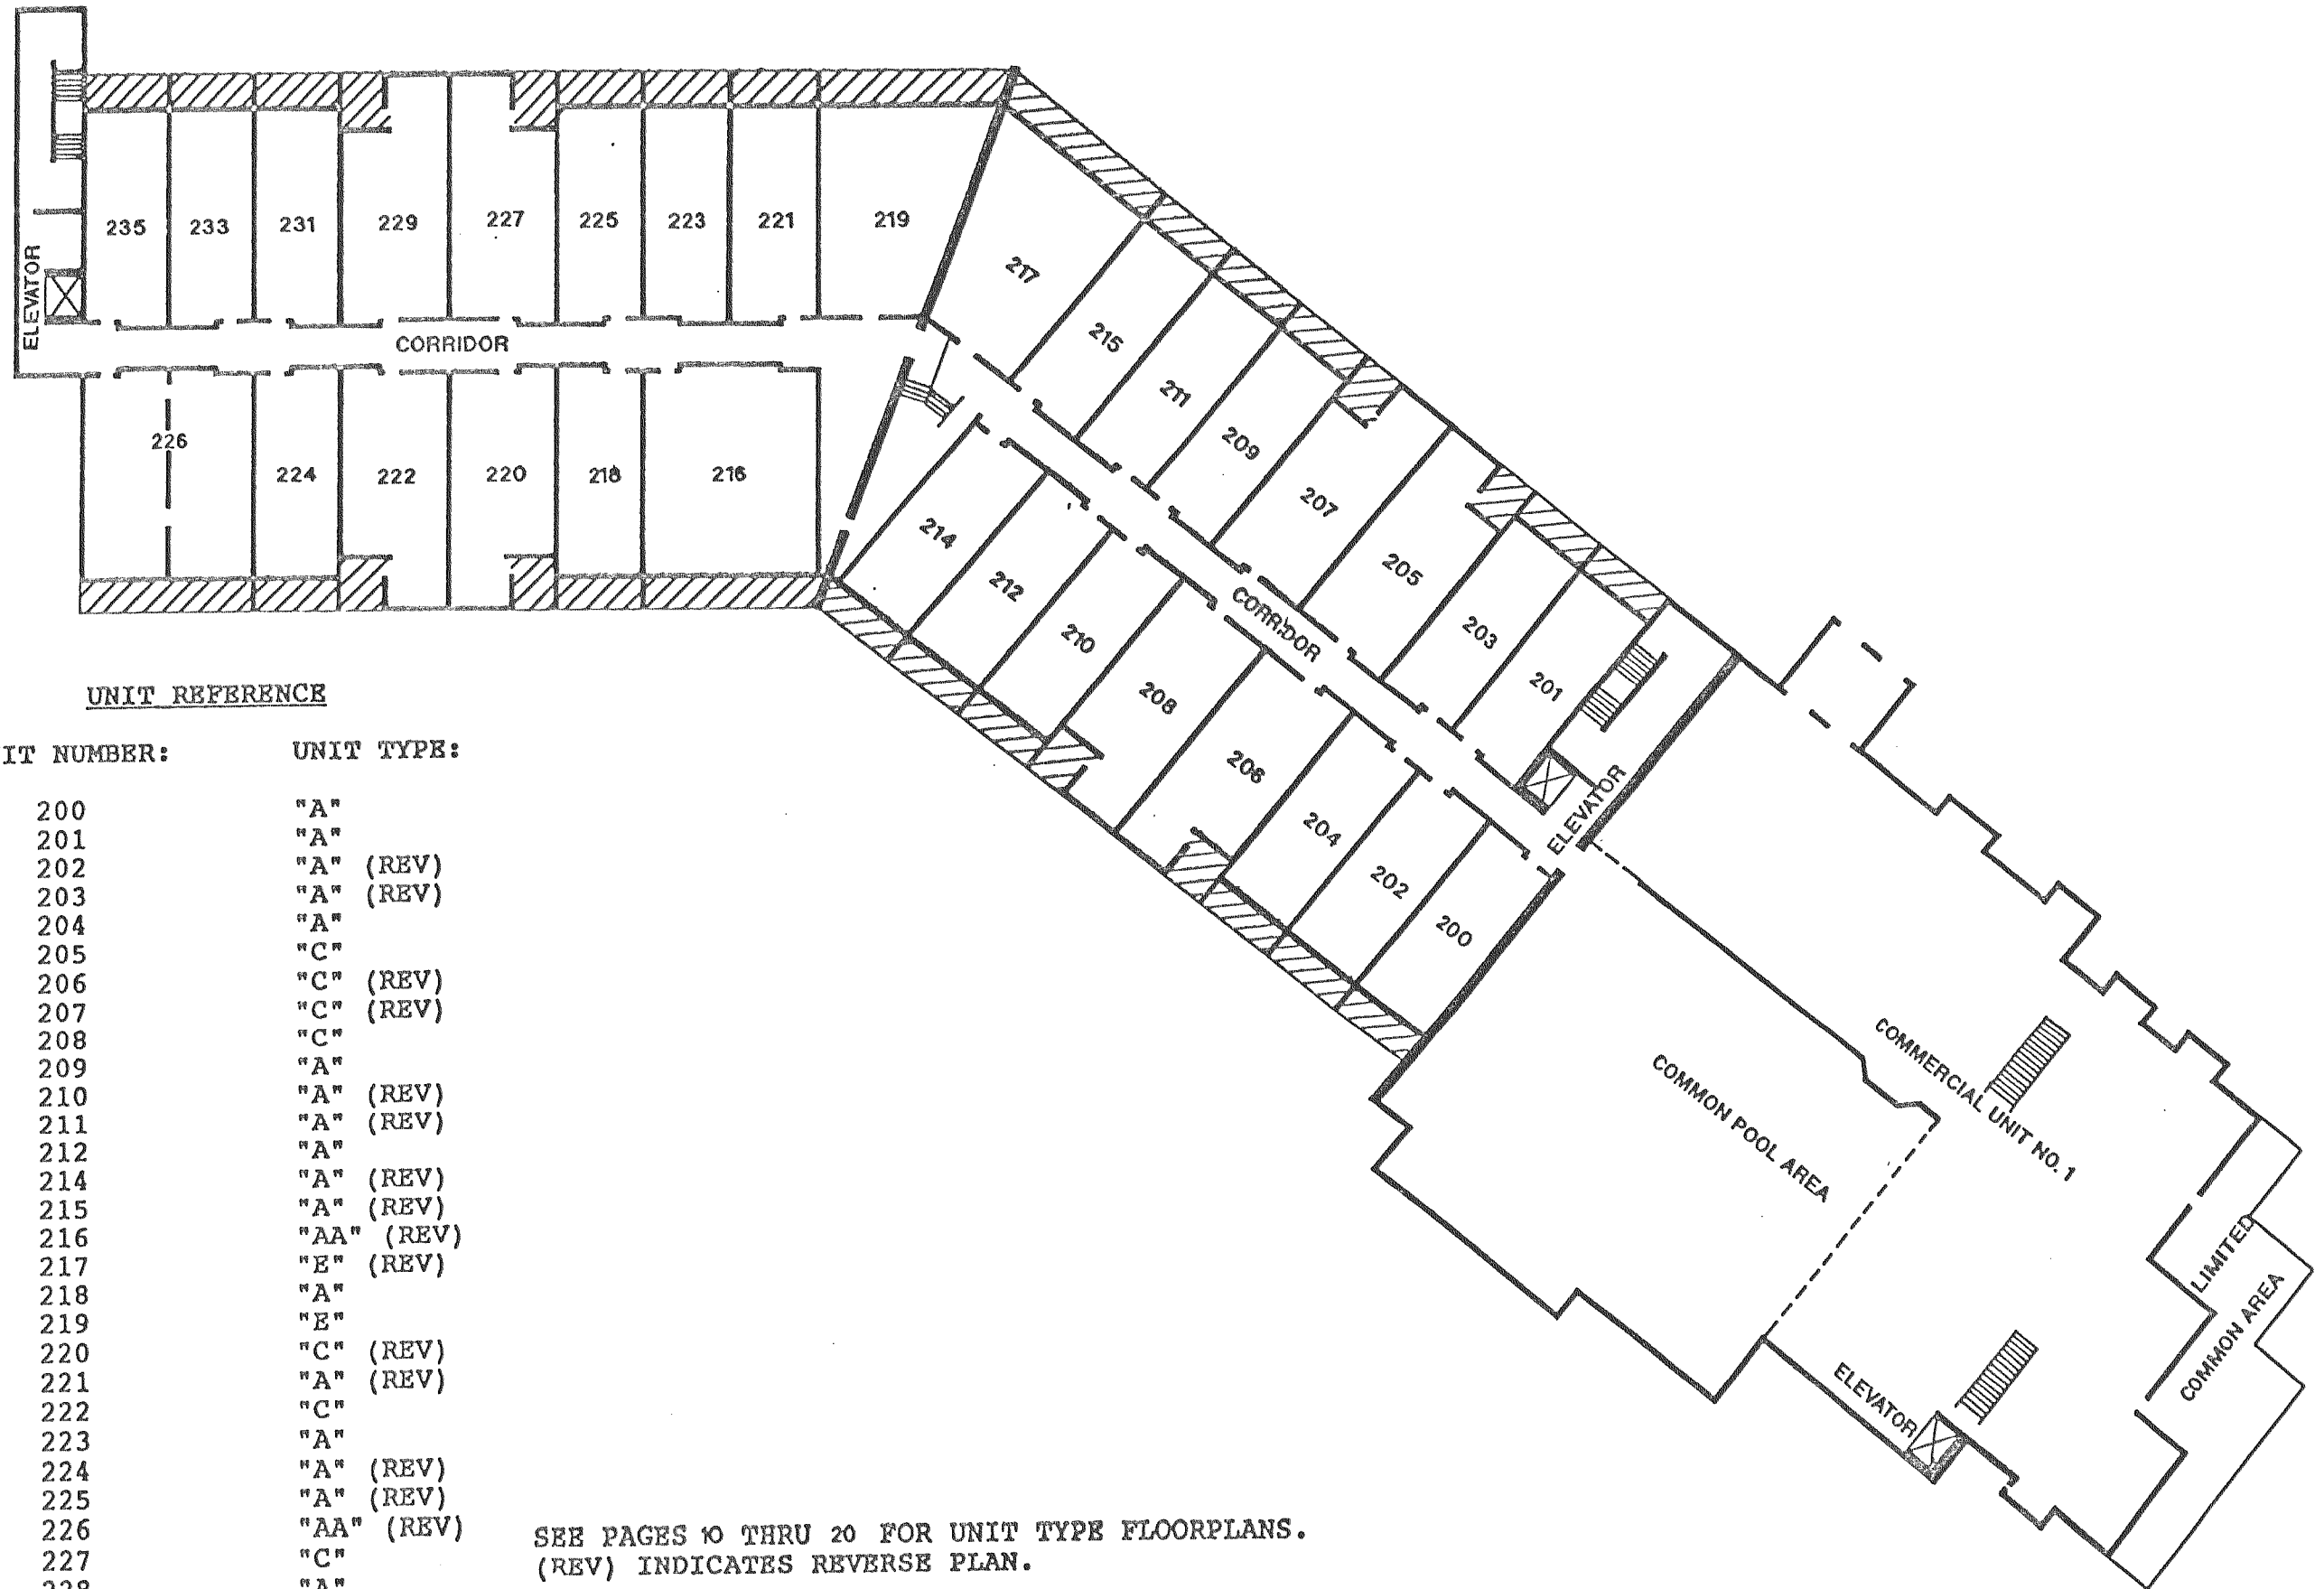 235
233
231
229
227
225
223
221
219
ELEVATOR
CORRIDOR
226
224
222
220
218
216
217
215
211
209
207
205
203
201
214
212
210
208
206
204
202
200
CORRIDOR
ELEVATOR
COMMON POOL AREA
COMMERCIAL UNIT NO. 1
LIMITED
COMMON AREA
ELEVATOR
UNIT REFERENCE
IT NUMBER: UNIT TYPE:
200 "A"
201 "A"
202 "A" (REV)
203 "A" (REV)
204 "A"
205 "C"
206 "C" (REV)
207 "C" (REV)
208 "C"
209 "A"
210 "A" (REV)
211 "A" (REV)
212 "A"
214 "A" (REV)
215 "A" (REV)
216 "AA" (REV)
217 "E" (REV)
218 "A"
219 "E"
220 "C" (REV)
221 "A" (REV)
222 "C"
223 "A"
224 "A" (REV)
225 "A" (REV)
226 "AA" (REV)
227 "C"
228 "A"
SEE PAGES 10 THRU 20 FOR UNIT TYPE FLOORPLANS.
(REV) INDICATES REVERSE PLAN.